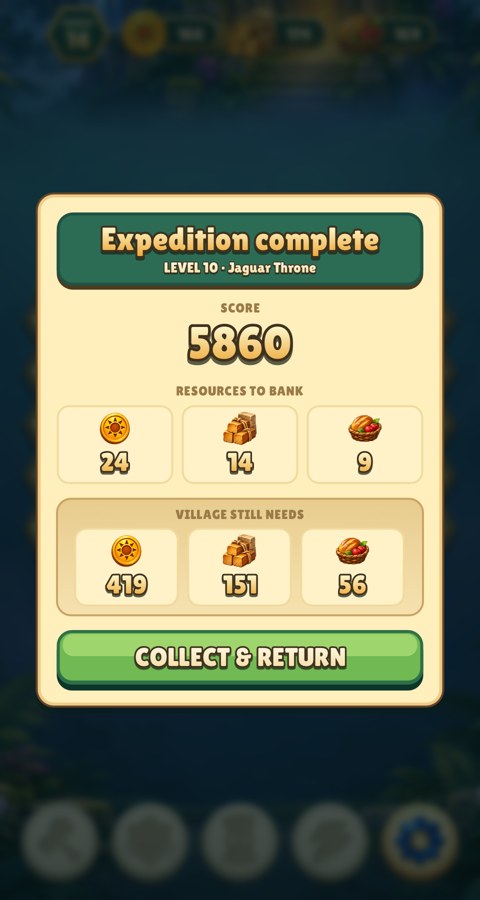 Expedition complete
LEVEL 10 · Jaguar Throne
SCORE
5860
RESOURCES TO BANK
24 14 9
VILLAGE STILL NEEDS
419 151 56
COLLECT & RETURN